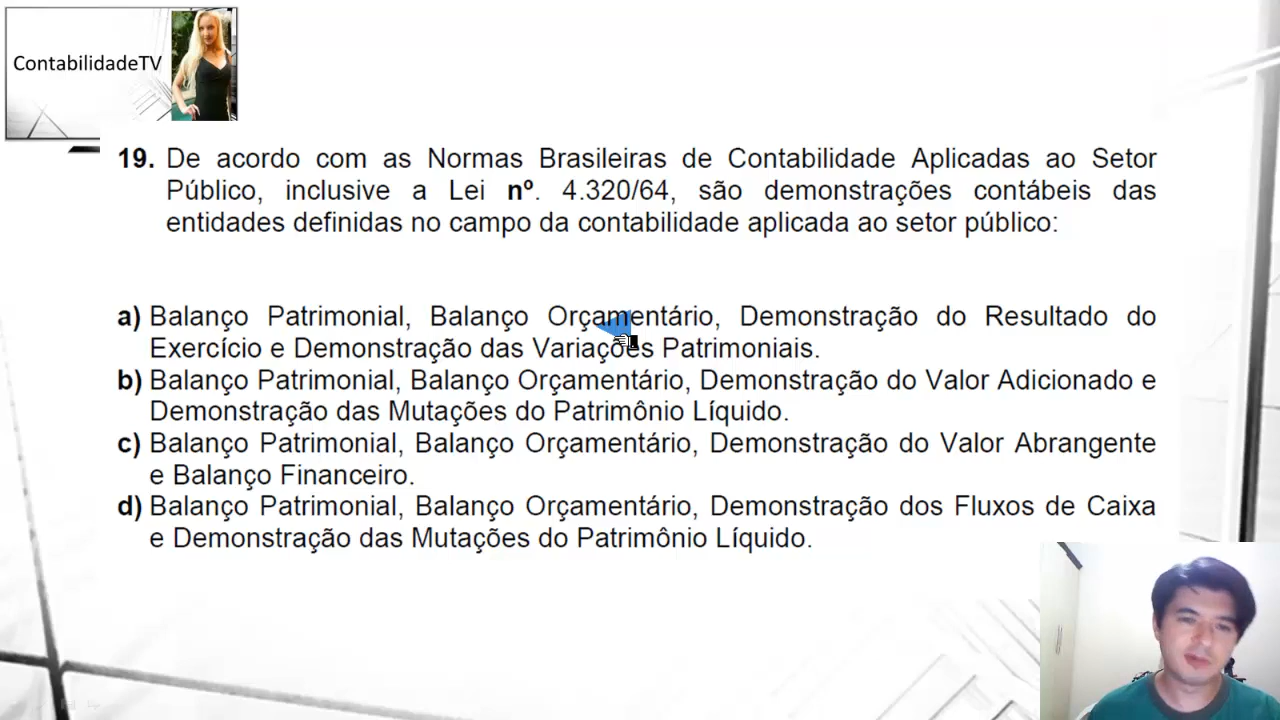 ContabilidadeTV
19. De acordo com as Normas Brasileiras de Contabilidade Aplicadas ao Setor
Público, inclusive a Lei nº. 4.320/64, são demonstrações contábeis das
entidades definidas no campo da contabilidade aplicada ao setor público:
a) Balanço Patrimonial, Balanço Orçamentário, Demonstração do Resultado do
Exercício e Demonstração das Variações Patrimoniais.
b) Balanço Patrimonial, Balanço Orçamentário, Demonstração do Valor Adicionado e
Demonstração das Mutações do Patrimônio Líquido.
c) Balanço Patrimonial, Balanço Orçamentário, Demonstração do Valor Abrangente
e Balanço Financeiro.
d) Balanço Patrimonial, Balanço Orçamentário, Demonstração dos Fluxos de Caixa
e Demonstração das Mutações do Patrimônio Líquido.